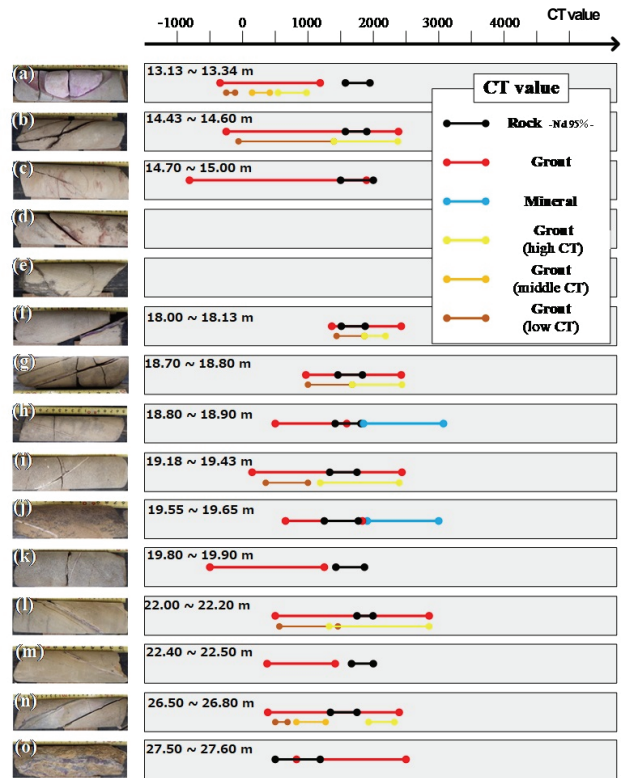 CT value
-1000 0 1000 2000 3000 4000
(a) 13.13 ~ 13.34 m
CT value
(b) 14.43 ~ 14.60 m
Rock -Nd95%-
(c) 14.70 ~ 15.00 m
Grout
Mineral
(d)
Grout
(high CT)
(e)
Grout
(middle CT)
(f) 18.00 ~ 18.13 m
Grout
(low CT)
(g) 18.70 ~ 18.80 m
(h) 18.80 ~ 18.90 m
(i) 19.18 ~ 19.43 m
(j) 19.55 ~ 19.65 m
(k) 19.80 ~ 19.90 m
(l) 22.00 ~ 22.20 m
(m) 22.40 ~ 22.50 m
(n) 26.50 ~ 26.80 m
(o) 27.50 ~ 27.60 m